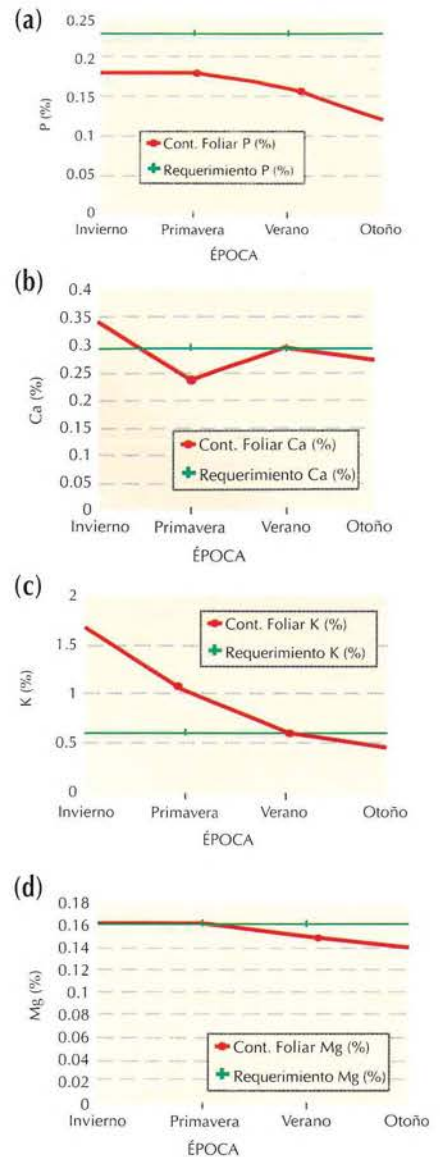 (a)
0.25
0.2
0.15
0.1
0.05
0
P (%)
Cont. Foliar P (%)
Requerimiento P (%)
Invierno Primavera Verano Otoño
ÉPOCA
(b)
0.4
0.35
0.3
0.25
0.2
0.15
0.1
0.05
0
Ca (%)
Cont. Foliar Ca (%)
Requerimiento Ca (%)
Invierno Primavera Verano Otoño
ÉPOCA
(c)
2
1.5
1
0.5
0
K (%)
Cont. Foliar K (%)
Requerimiento K (%)
Invierno Primavera Verano Otoño
ÉPOCA
(d)
0.18
0.16
0.14
0.12
0.1
0.08
0.06
0.04
0.02
0
Mg (%)
Cont. Foliar Mg (%)
Requerimiento Mg (%)
Invierno Primavera Verano Otoño
ÉPOCA